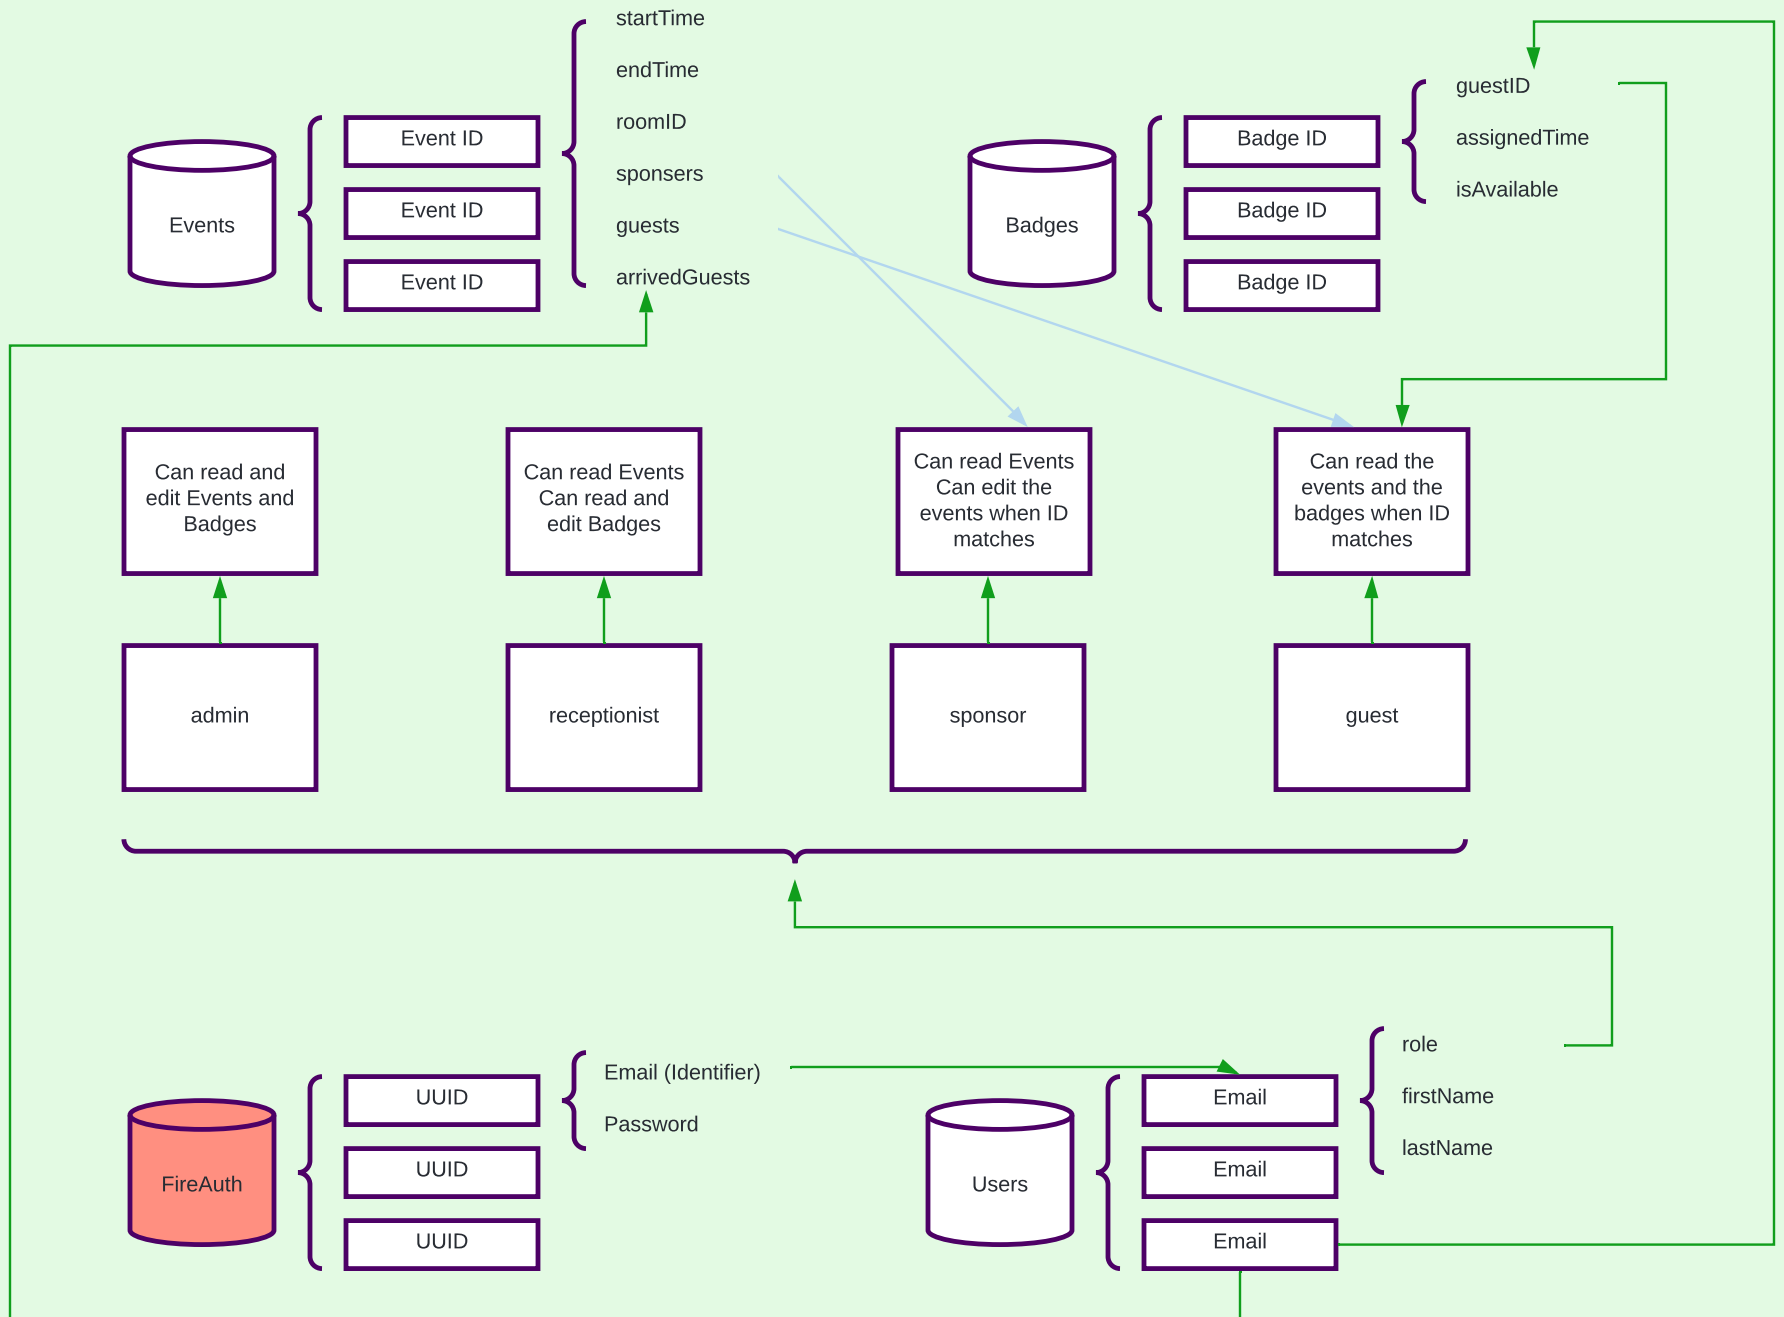 startTime
endTime
roomID
sponsers
guests
arrivedGuests
Events
Event ID
Event ID
Event ID
Badges
Badge ID
Badge ID
Badge ID
guestID
assignedTime
isAvailable
Can read and
edit Events and
Badges
Can read Events
Can read and
edit Badges
Can read Events
Can edit the
events when ID
matches
Can read the
events and the
badges when ID
matches
admin
receptionist
sponsor
guest
FireAuth
UUID
UUID
UUID
Email (Identifier)
Password
Users
Email
Email
Email
role
firstName
lastName